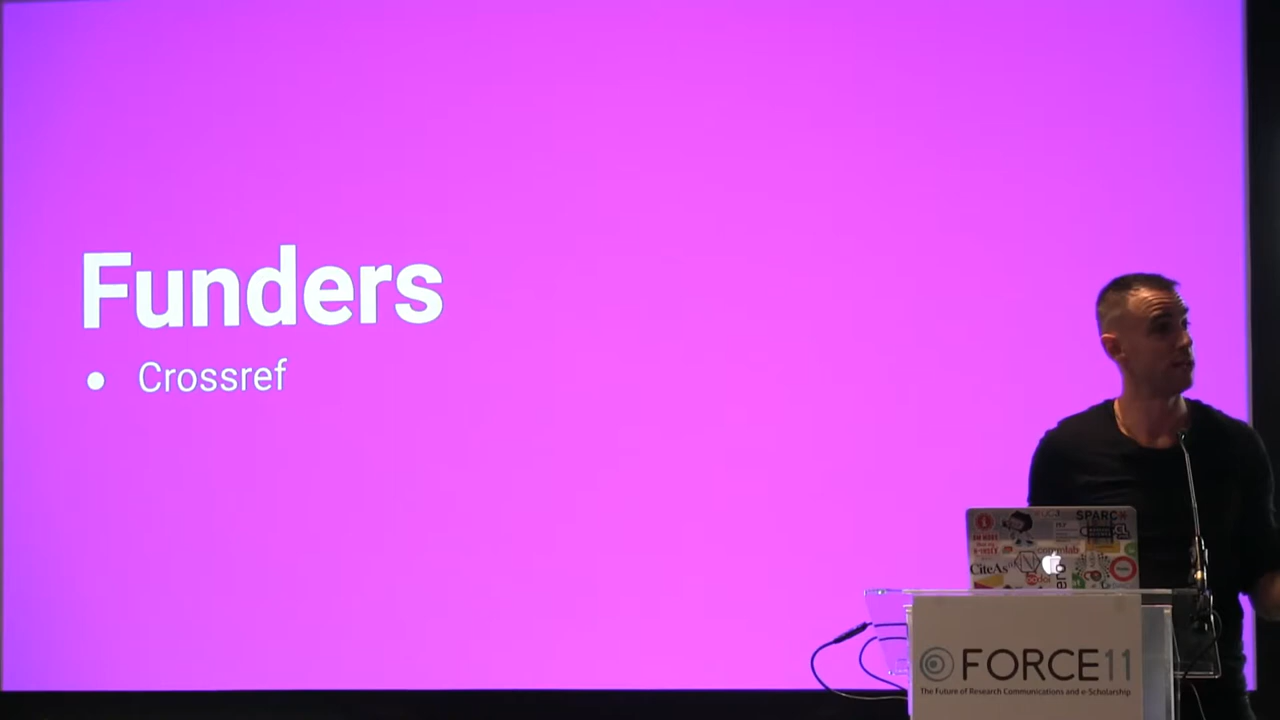 Funders
• Crossref
SPARC
CiteAs
FORCE11
The Future of Research Communications and e-Scholarship